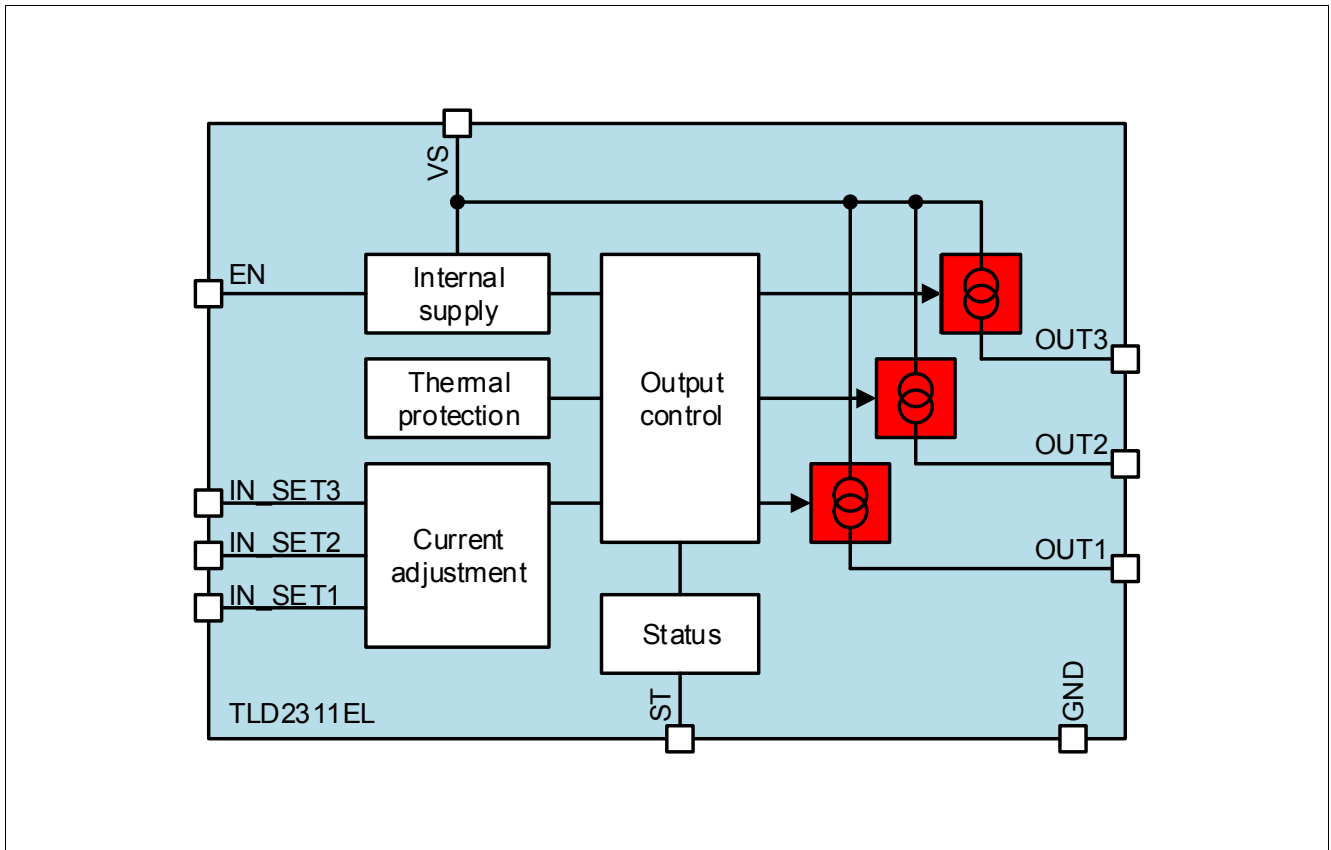 VS
EN
Internal
supply
Thermal
protection
Output
control
OUT3
OUT2
IN_SET3
IN_SET2
IN_SET1
Current
adjustment
OUT1
Status
ST
GND
TLD2311EL